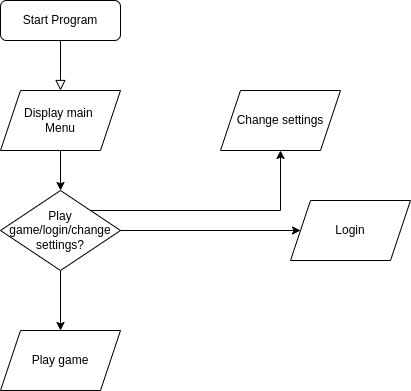 Start Program
Display main
Menu
Change settings
Play
game/login/change
settings?
Login
Play game